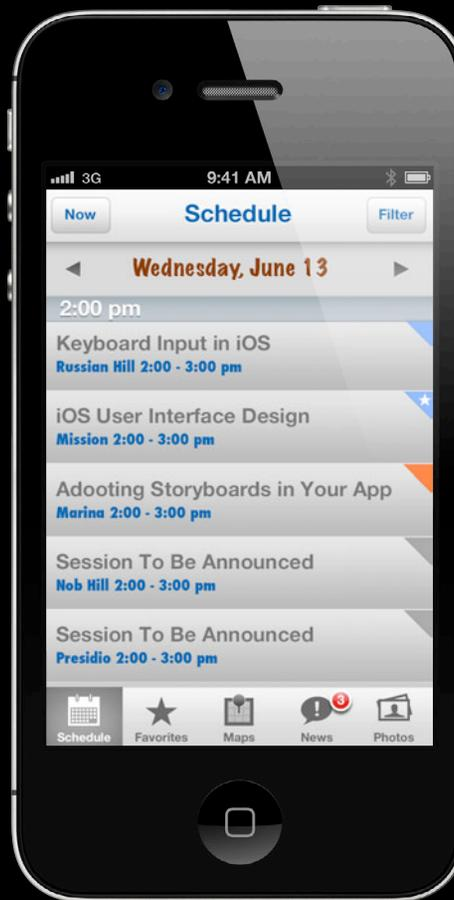 3G 9:41 AM
Now Schedule Filter
Wednesday, June 13
2:00 pm
Keyboard Input in iOS
Russian Hill 2:00 - 3:00 pm
iOS User Interface Design
Mission 2:00 - 3:00 pm
Adooting Storyboards in Your App
Marina 2:00 - 3:00 pm
Session To Be Announced
Nob Hill 2:00 - 3:00 pm
Session To Be Announced
Presidio 2:00 - 3:00 pm
3
Schedule Favorites Maps News Photos